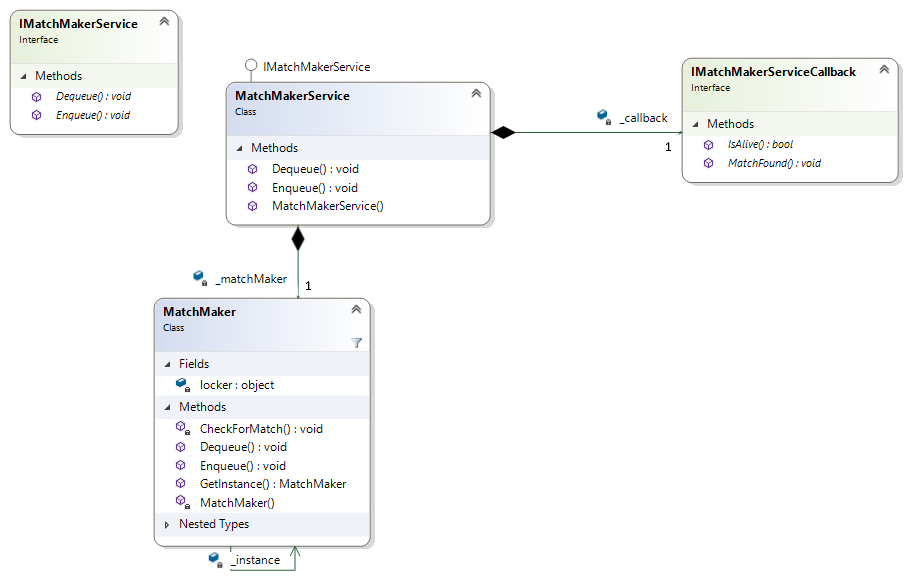 IMatchMakerService
Interface
Methods
Dequeue() : void
Enqueue() : void
IMatchMakerService
MatchMakerService
Class
Methods
Dequeue() : void
Enqueue() : void
MatchMakerService()
_callback
1
IMatchMakerServiceCallback
Interface
Methods
IsAlive() : bool
MatchFound() : void
_matchMaker
1
MatchMaker
Class
Fields
locker : object
Methods
CheckForMatch() : void
Dequeue() : void
Enqueue() : void
GetInstance() : MatchMaker
MatchMaker()
Nested Types
_instance